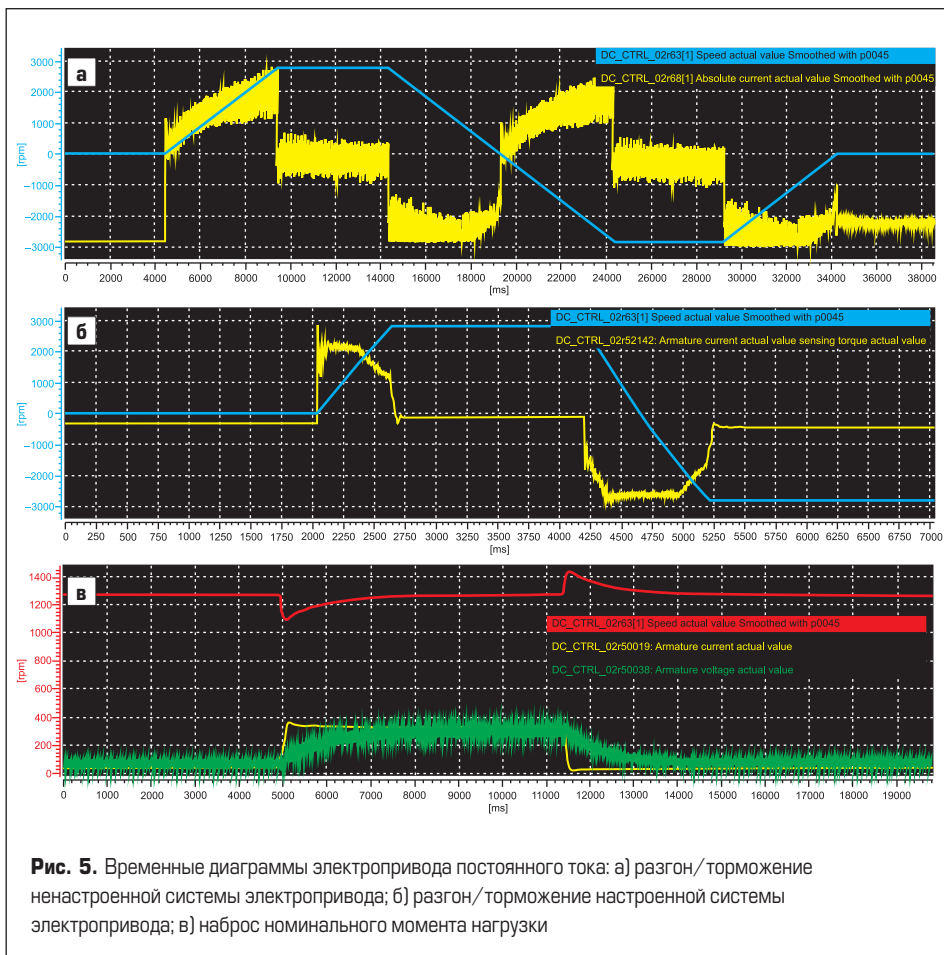 а
DC_CTRL_02r63[1] Speed actual value Smoothed with p0045
DC_CTRL_02r68[1] Absolute current actual value Smoothed with p0045
3000
2000
1000
0
−1000
−2000
−3000
[rpm]
0 2000 4000 6000 8000 10000 12000 14000 16000 18000 20000 22000 24000 26000 28000 30000 32000 34000 36000 38000
[ms]
б
DC_CTRL_02r63[1] Speed actual value Smoothed with p0045
DC_CTRL_02r52142: Armature current actual value sensing torque actual value
3000
2000
1000
0
−1000
−2000
−3000
[rpm]
0 250 500 750 1000 1250 1500 1750 2000 2250 2500 2750 3000 3250 3500 3750 4000 4250 4500 4750 5000 5250 5500 5750 6000 6250 6500 6750 7000
[ms]
в
1400
1200
1000
800
600
400
200
0
[rpm]
DC_CTRL_02r63[1] Speed actual value Smoothed with p0045
DC_CTRL_02r50019: Armature current actual value
DC_CTRL_02r50038: Armature voltage actual value
0 1000 2000 3000 4000 5000 6000 7000 8000 9000 10000 11000 12000 13000 14000 15000 16000 17000 18000 19000
[ms]
Рис. 5. Временные диаграммы электропривода постоянного тока: а) разгон/торможение
ненастроенной системы электропривода; б) разгон/торможение настроенной системы
электропривода; в) наброс номинального момента нагрузки